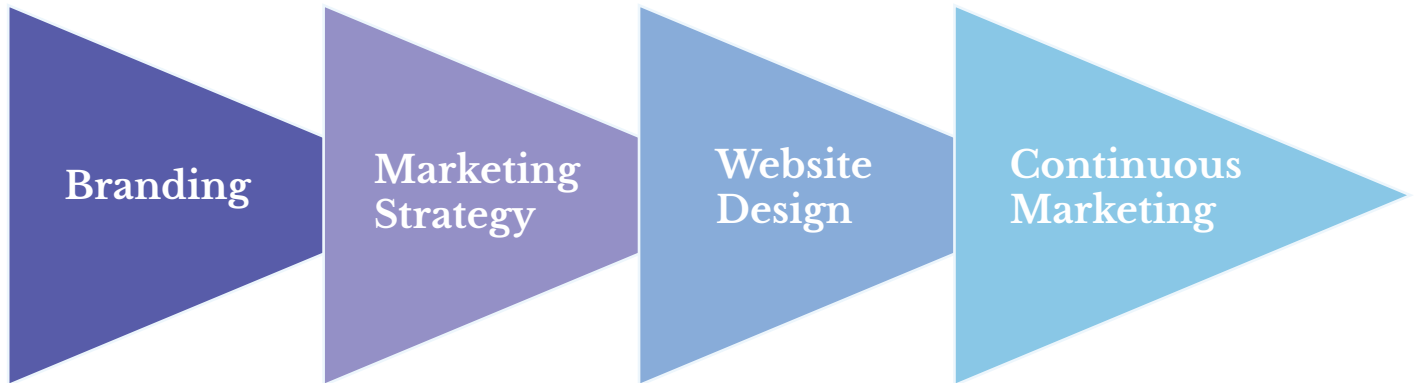 Branding
Marketing
Strategy
Website
Design
Continuous
Marketing